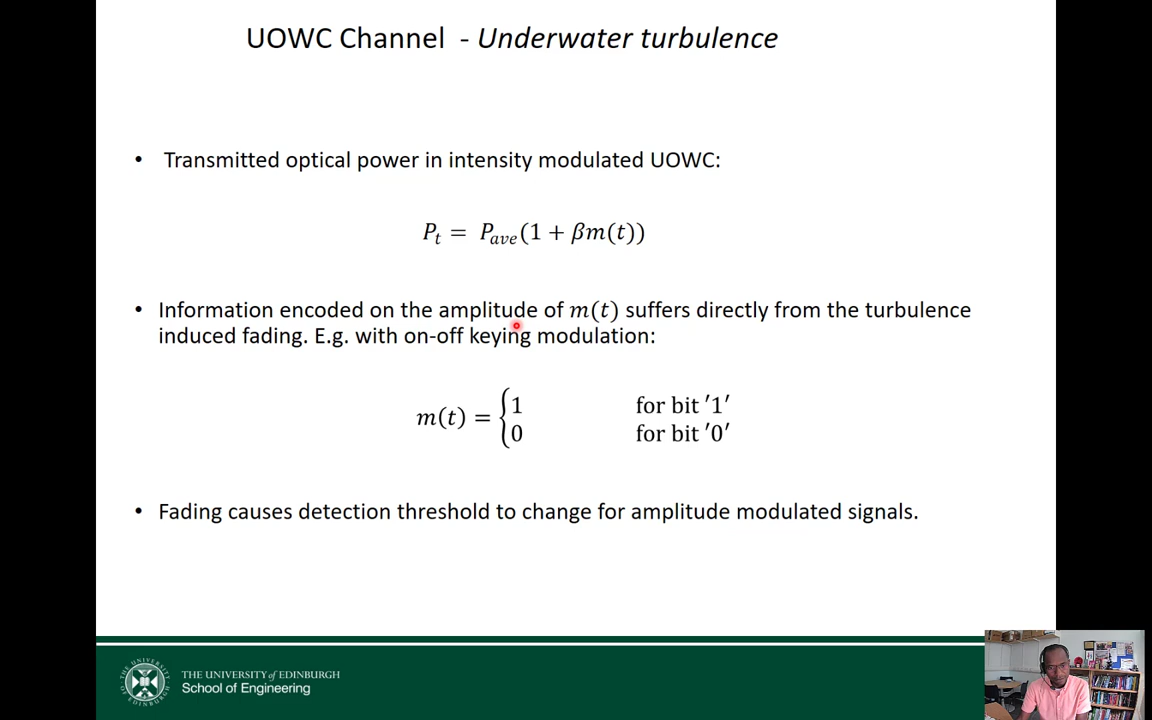 UOWC Channel - Underwater turbulence
• Transmitted optical power in intensity modulated UOWC:
P_t = P_ave(1 + βm(t))
• Information encoded on the amplitude of m(t) suffers directly from the turbulence
induced fading. E.g. with on-off keying modulation:
m(t) = {1 for bit ′1′
0 for bit ′0′
• Fading causes detection threshold to change for amplitude modulated signals.
THE UNIVERSITY of EDINBURGH
School of Engineering